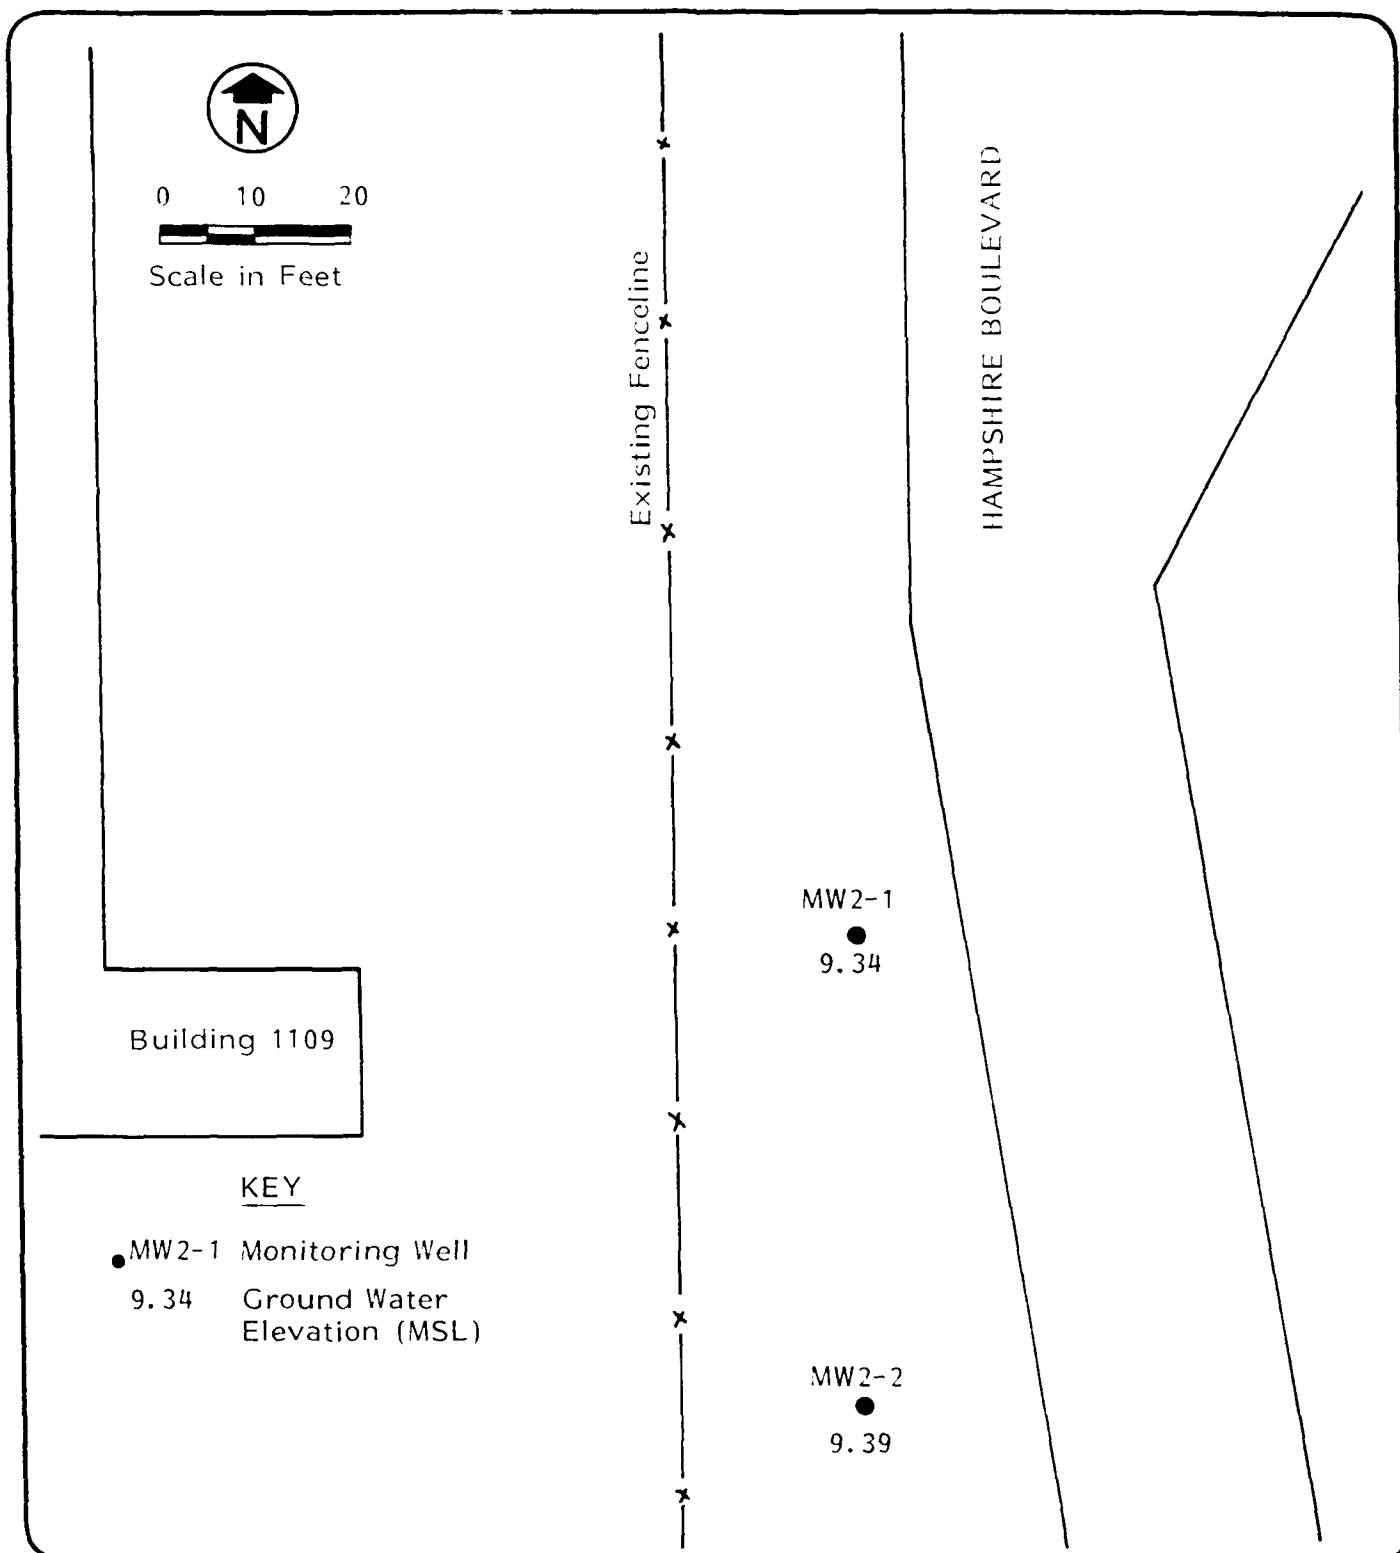 N
0 10 20
Scale in Feet
Existing Fenceline
HAMPSHIRE BOULEVARD
MW2-1
9.34
Building 1109
KEY
MW2-1 Monitoring Well
9.34 Ground Water
Elevation (MSL)
MW2-2
9.39